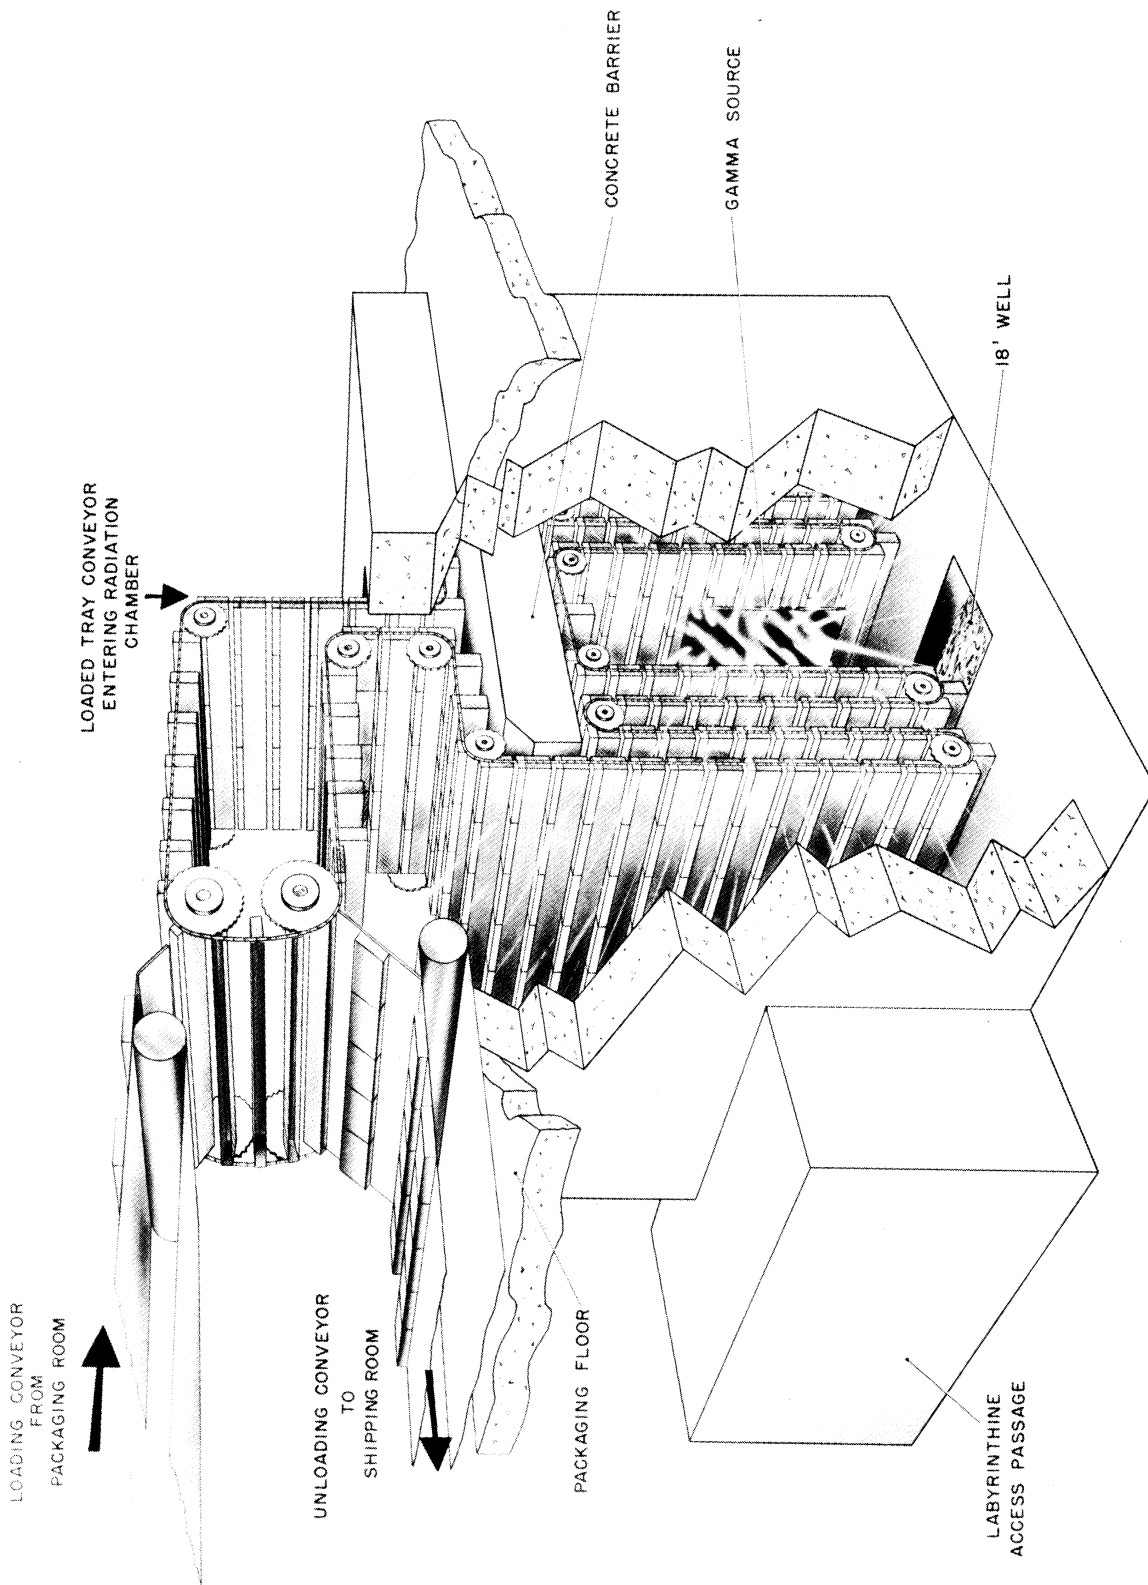 LOADING CONVEYOR
FROM
PACKAGING ROOM
UNLOADING CONVEYOR
TO
SHIPPING ROOM
PACKAGING FLOOR
LABYRINTHINE
ACCESS PASSAGE
LOADED TRAY CONVEYOR
ENTERING RADIATION
CHAMBER
CONCRETE BARRIER
GAMMA SOURCE
18' WELL